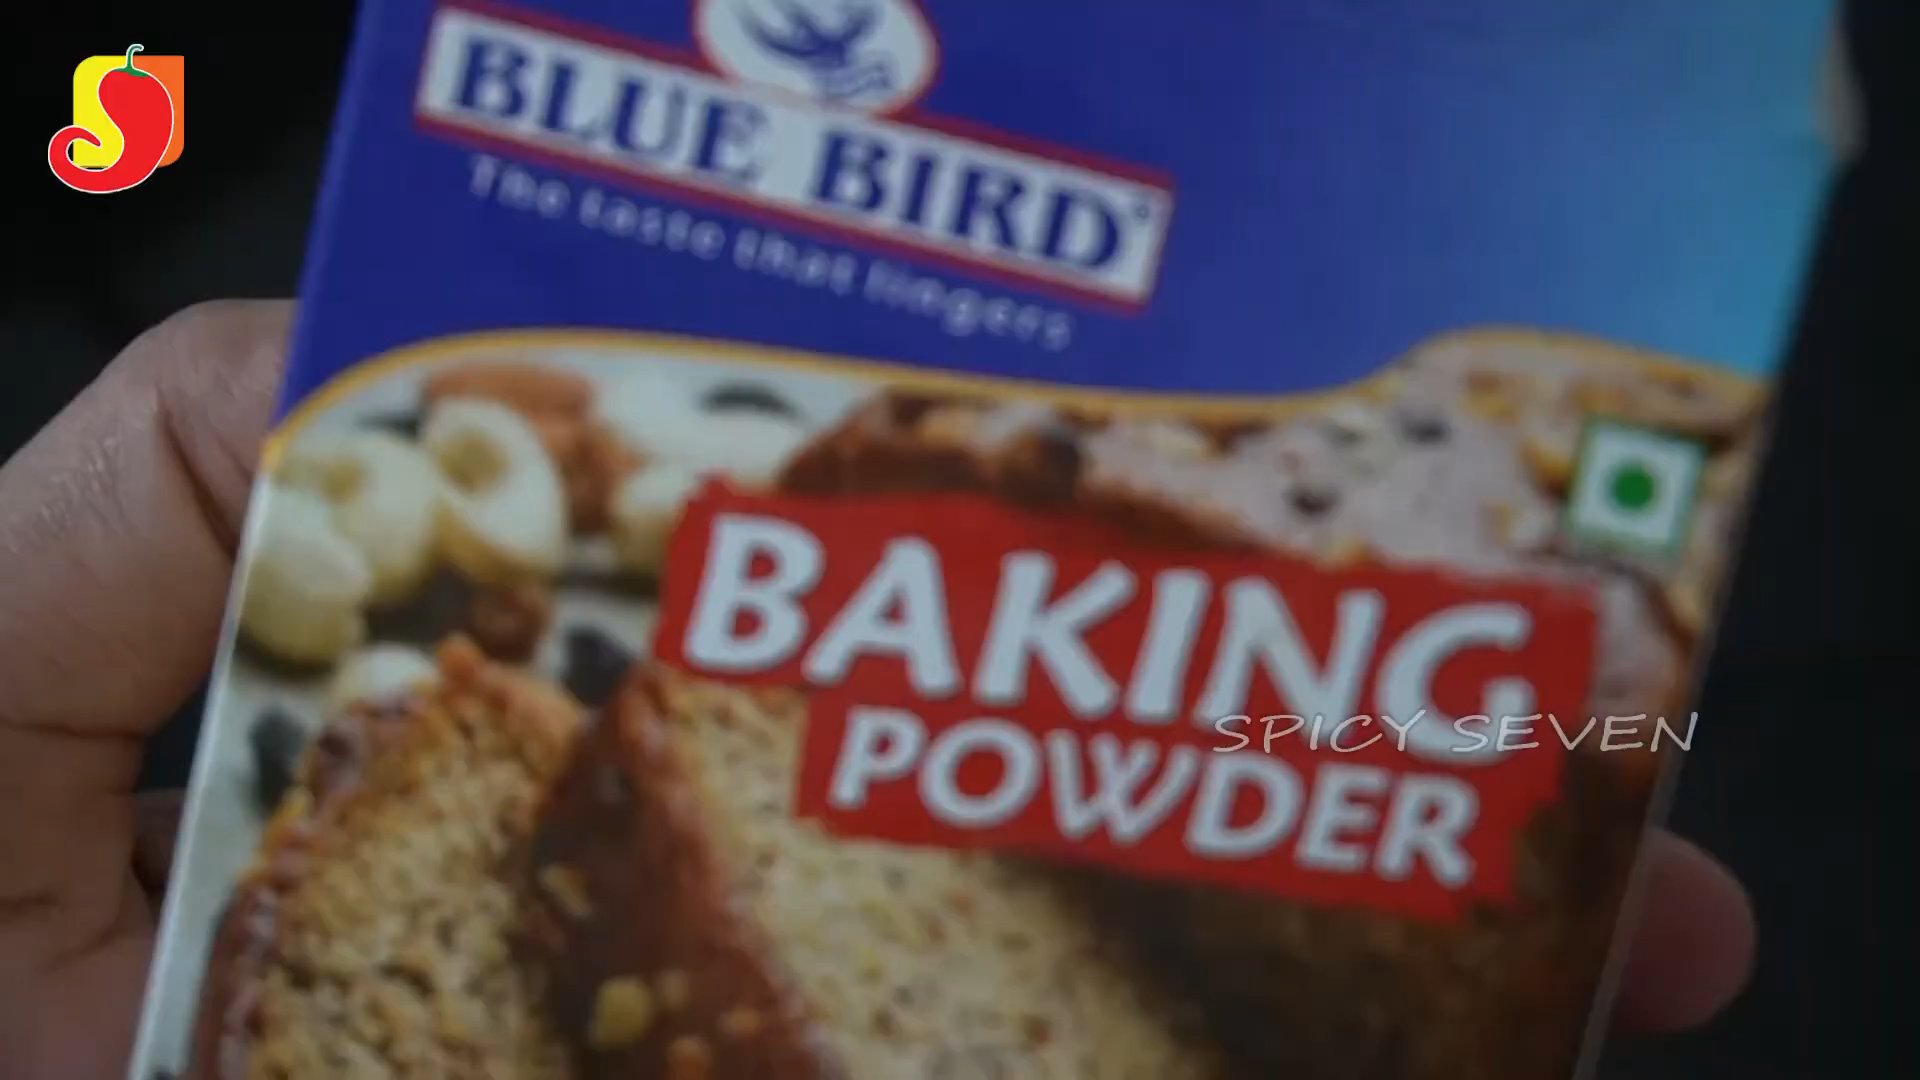 BLUE BIRD
The taste that lingers
BAKING
POWDER
SPICY SEVEN